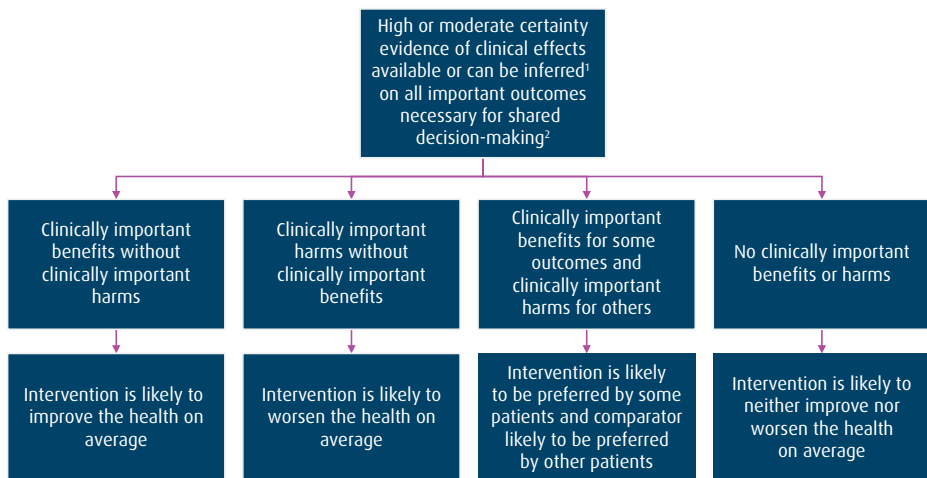 High or moderate certainty
evidence of clinical effects
available or can be inferred¹
on all important outcomes
necessary for shared
decision-making²
Clinically important
benefits without
clinically important
harms
Clinically important
harms without
clinically important
benefits
Clinically important
benefits for some
outcomes and
clinically important
harms for others
No clinically important
benefits or harms
Intervention is likely to
improve the health on
average
Intervention is likely to
worsen the health on
average
Intervention is likely
to be preferred by some
patients and comparator
likely to be preferred
by other patients
Intervention is likely to
neither improve nor
worsen the health
on average